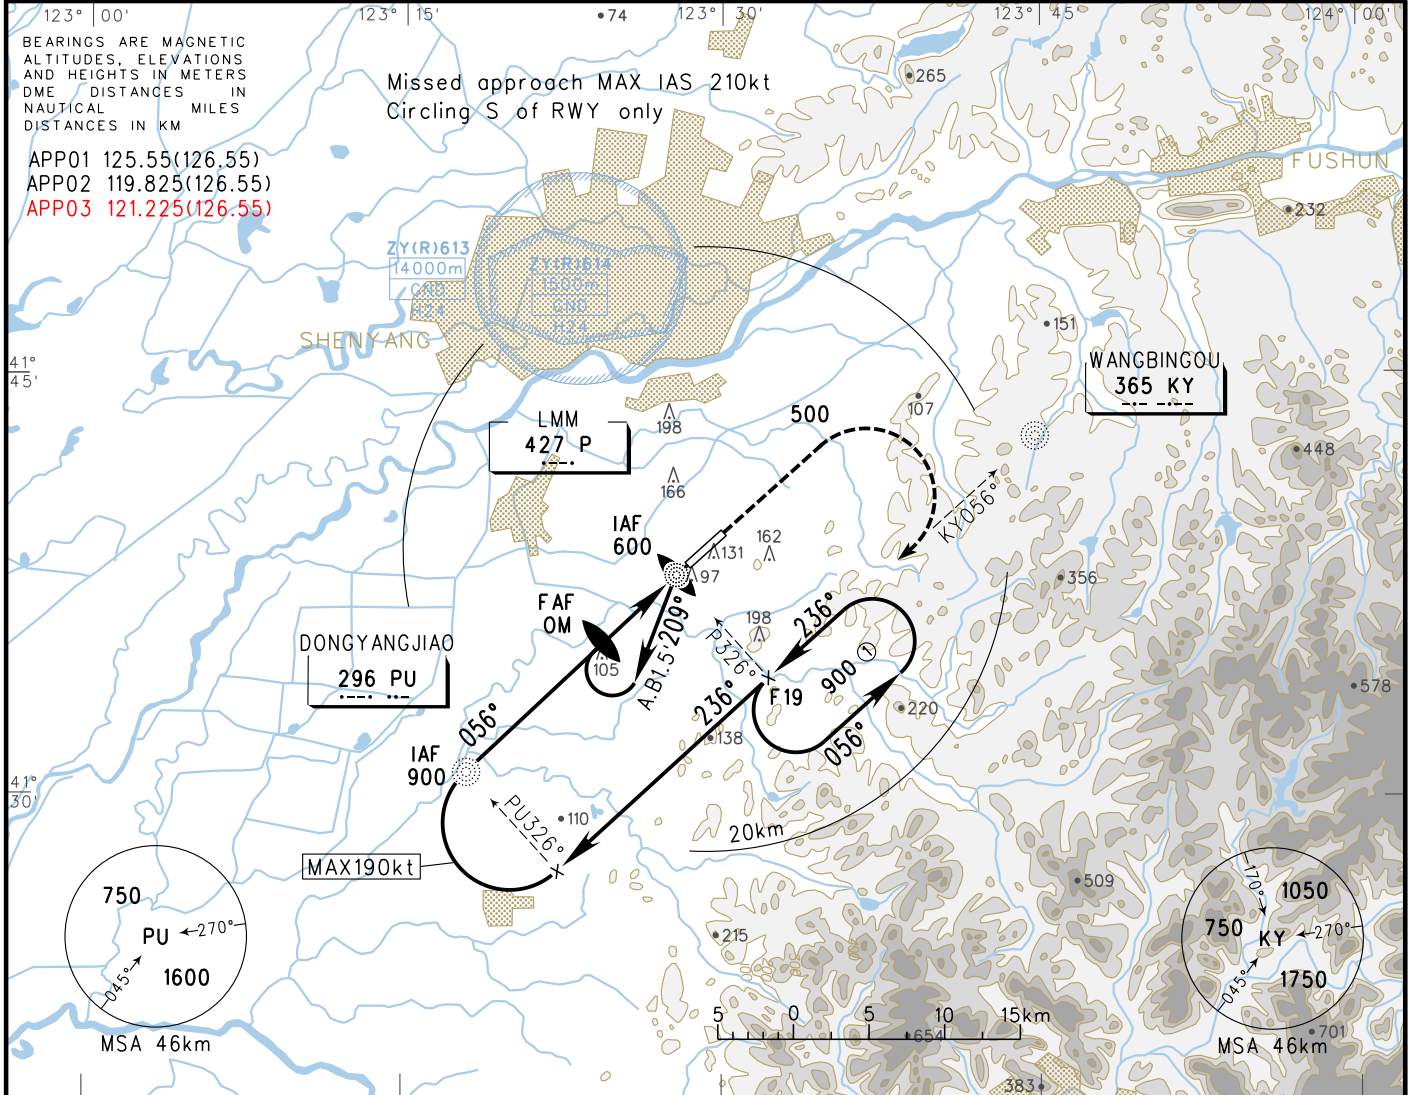 123° 00'
123° 15'
123° 30'
123° 45'
124° 00'
74
BEARINGS ARE MAGNETIC
ALTITUDES, ELEVATIONS
AND HEIGHTS IN METERS
DME DISTANCES IN
NAUTICAL MILES
DISTANCES IN KM
Missed approach MAX IAS 210kt
Circling S of RWY only
265
APP01 125.55(126.55)
APP02 119.825(126.55)
APP03 121.225(126.55)
FUSHUN
232
ZY(R)613
14000m
GND
H24
ZY(R)614
1500m
GND
H24
SHENYANG
151
41°
45'
WANGBINGOU
365 KY
LMM
427 P
198
500
107
448
166
KY056°
IAF
600
131
162
97
356
FAF
OM
209°
A.B1.5'
105
198
236°
P326°
900 ①
DONGYANGJIAO
296 PU
578
F19
236°
220
138
056°
056°
IAF
900
41°
30'
PU326°
110
20km
MAX190kt
509
750
PU
270°
1600
045°
MSA 46km
215
170°
1050
750
KY
270°
1750
045°
MSA 46km
5 0 5 10 15km
654
701
383